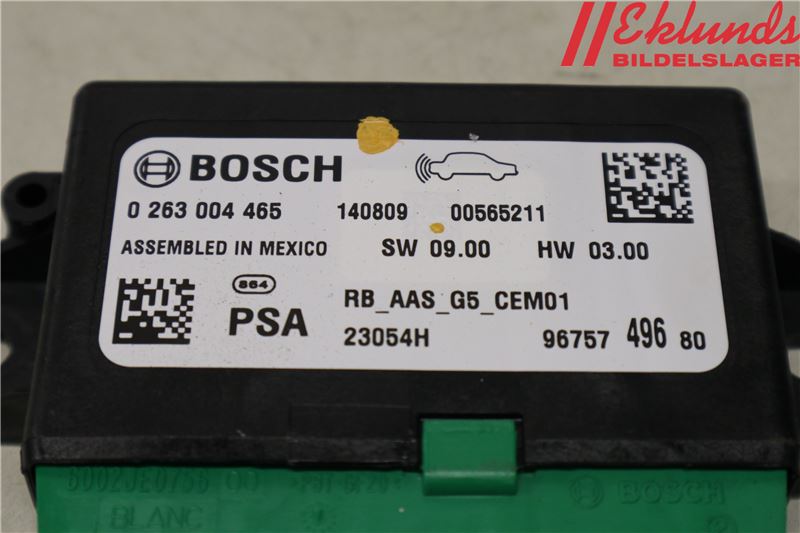 Eklunds
BILDELSLAGER
BOSCH
0 263 004 465 140809 00565211
ASSEMBLED IN MEXICO SW 09.00 HW 03.00
864
PSA
RB_AAS_G5_CEM01
23054H 96757 496 80
6002JE0756
BOSCH
BLANC